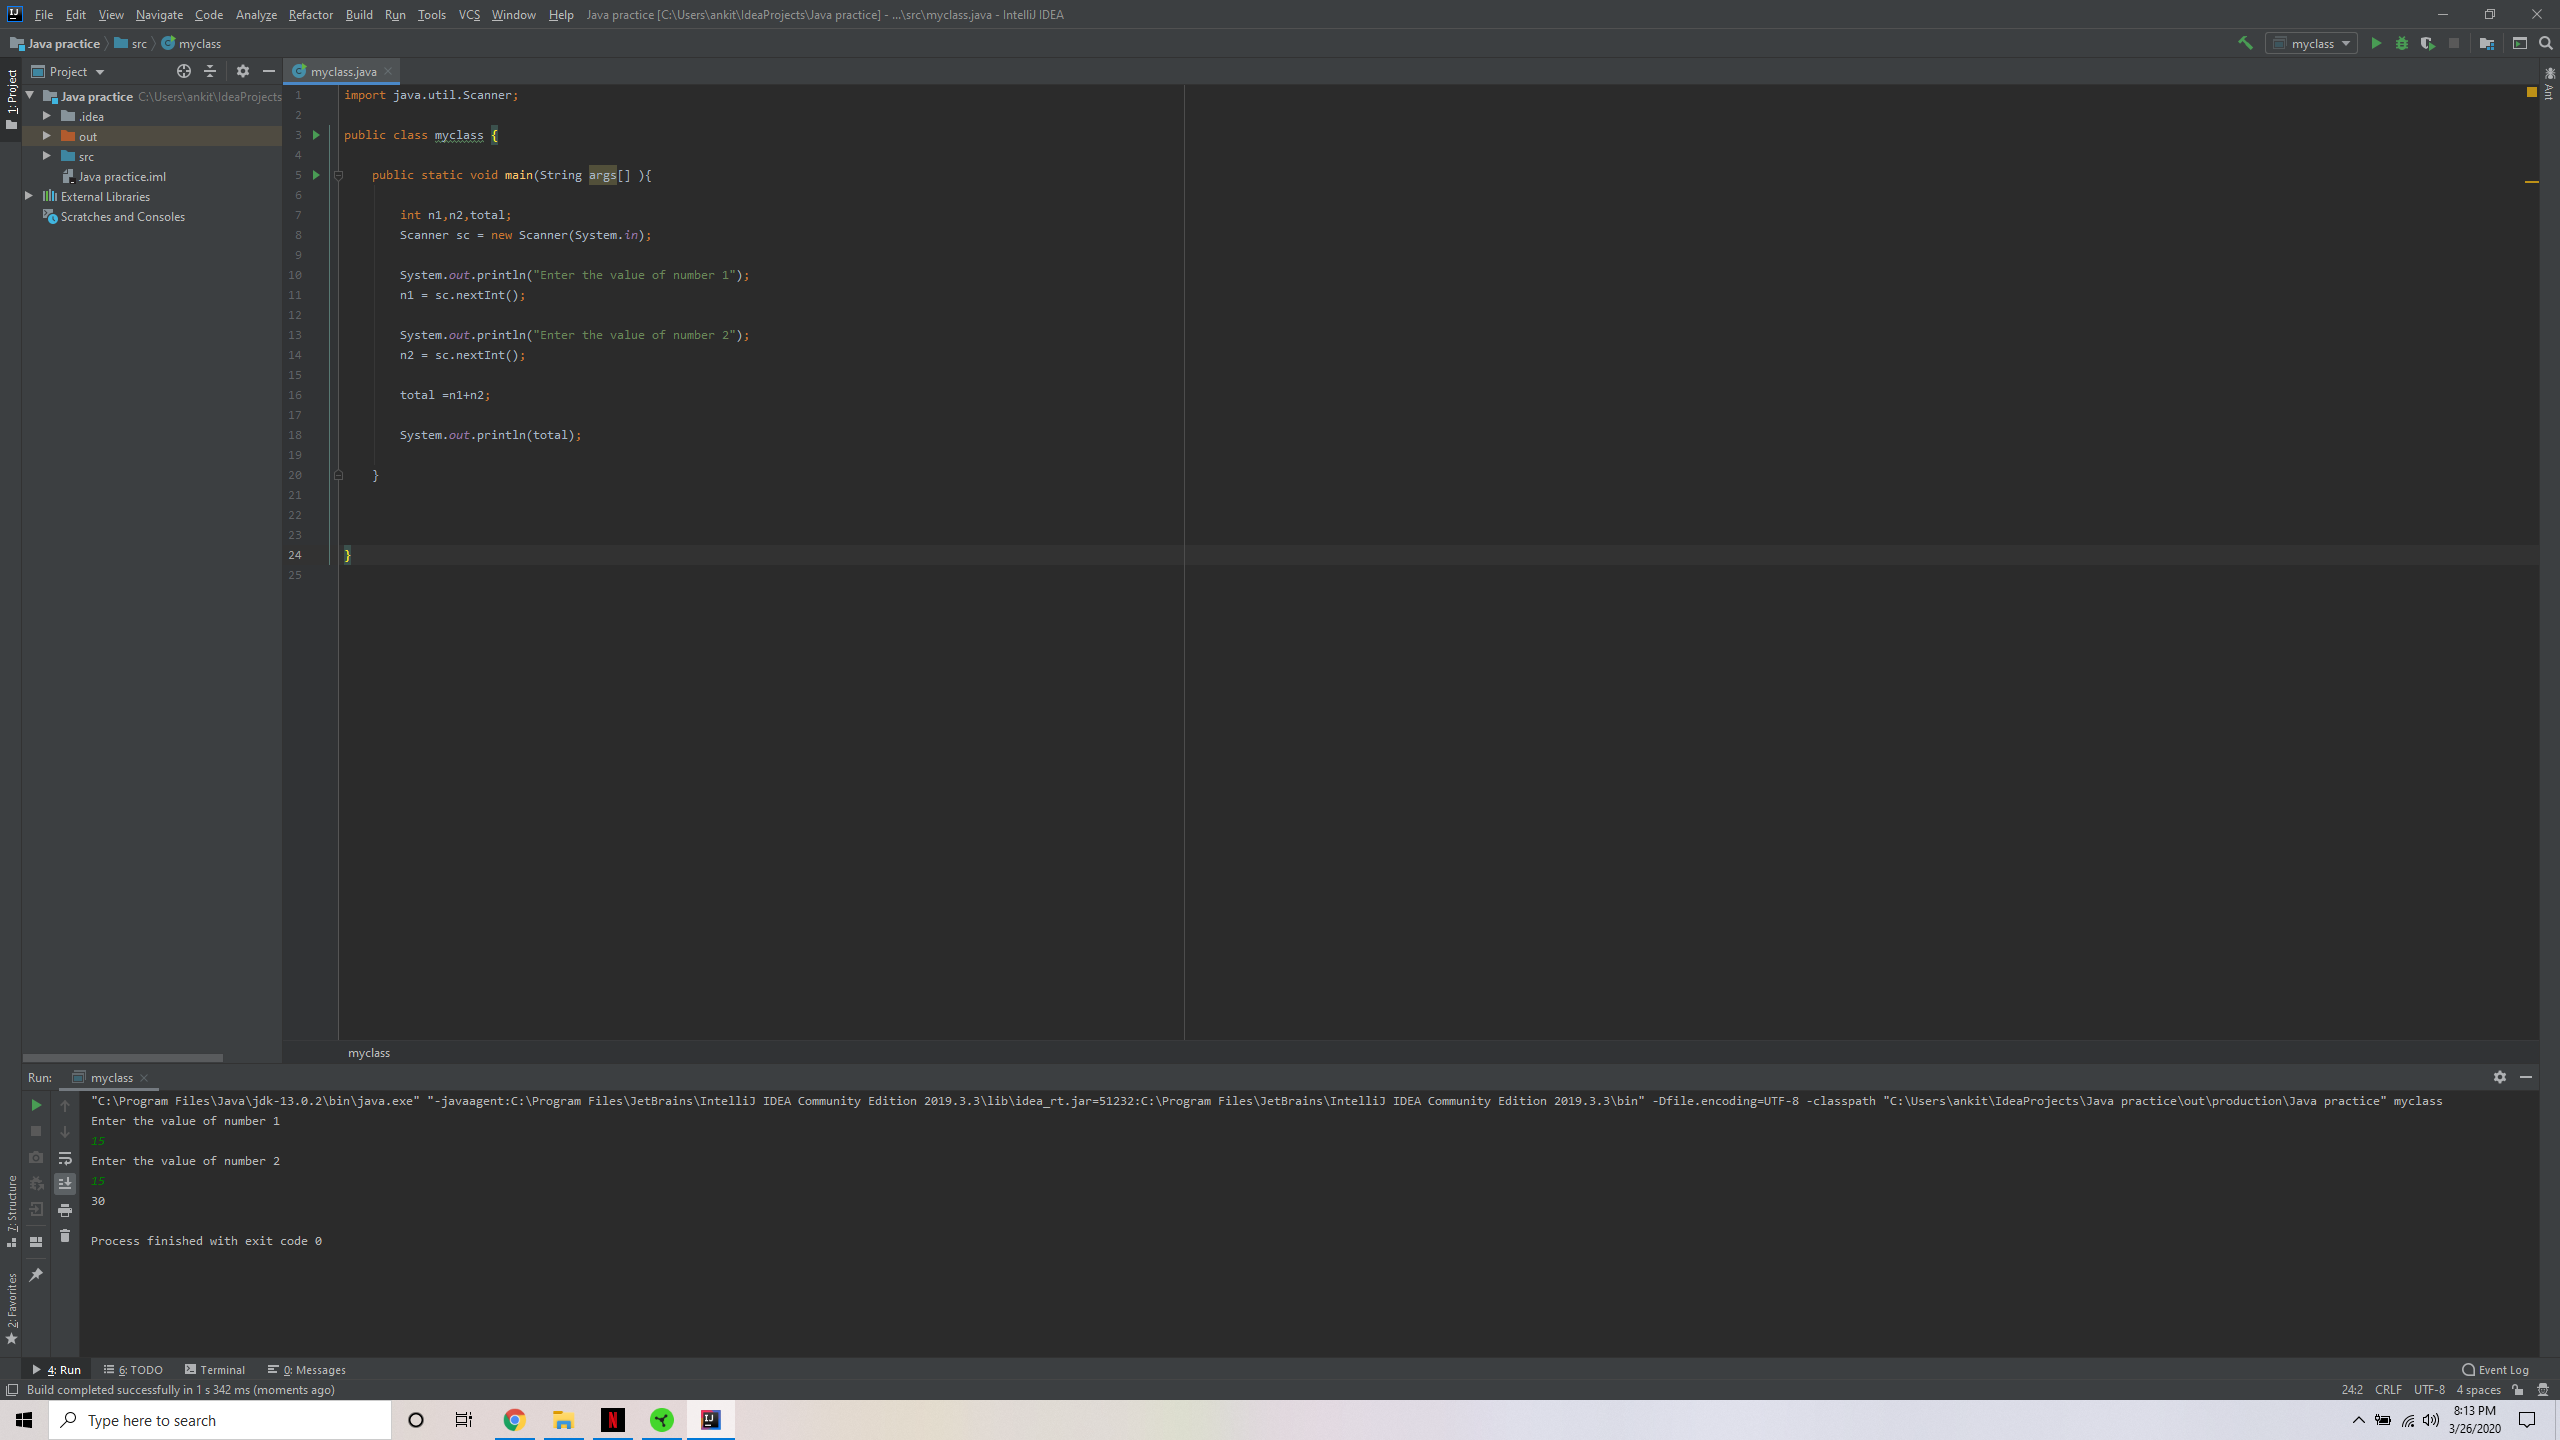 File Edit View Navigate Code Analyze Refactor Build Run Tools VCS Window Help Java practice [C:\Users\ankit\IdeaProjects\Java practice] - ...\src\myclass.java - IntelliJ IDEA
Java practice src myclass
myclass
1: Project
Project
myclass.java
Ant
Java practice C:\Users\ankit\IdeaProjects
.idea
out
src
Java practice.iml
External Libraries
Scratches and Consoles
1 import java.util.Scanner;
2
3 public class myclass {
4
5 public static void main(String args[] ){
6
7 int n1,n2,total;
8 Scanner sc = new Scanner(System.in);
9
10 System.out.println("Enter the value of number 1");
11 n1 = sc.nextInt();
12
13 System.out.println("Enter the value of number 2");
14 n2 = sc.nextInt();
15
16 total =n1+n2;
17
18 System.out.println(total);
19
20 }
21
22
23
24 }
25
myclass
Run: myclass
"C:\Program Files\Java\jdk-13.0.2\bin\java.exe" "-javaagent:C:\Program Files\JetBrains\IntelliJ IDEA Community Edition 2019.3.3\lib\idea_rt.jar=51232:C:\Program Files\JetBrains\IntelliJ IDEA Community Edition 2019.3.3\bin" -Dfile.encoding=UTF-8 -classpath "C:\Users\ankit\IdeaProjects\Java practice\out\production\Java practice" myclass
Enter the value of number 1
15
Enter the value of number 2
15
30
Process finished with exit code 0
7: Structure
2: Favorites
4: Run 6: TODO Terminal 0: Messages Event Log
Build completed successfully in 1 s 342 ms (moments ago) 24:2 CRLF UTF-8 4 spaces
Type here to search
8:13 PM
3/26/2020